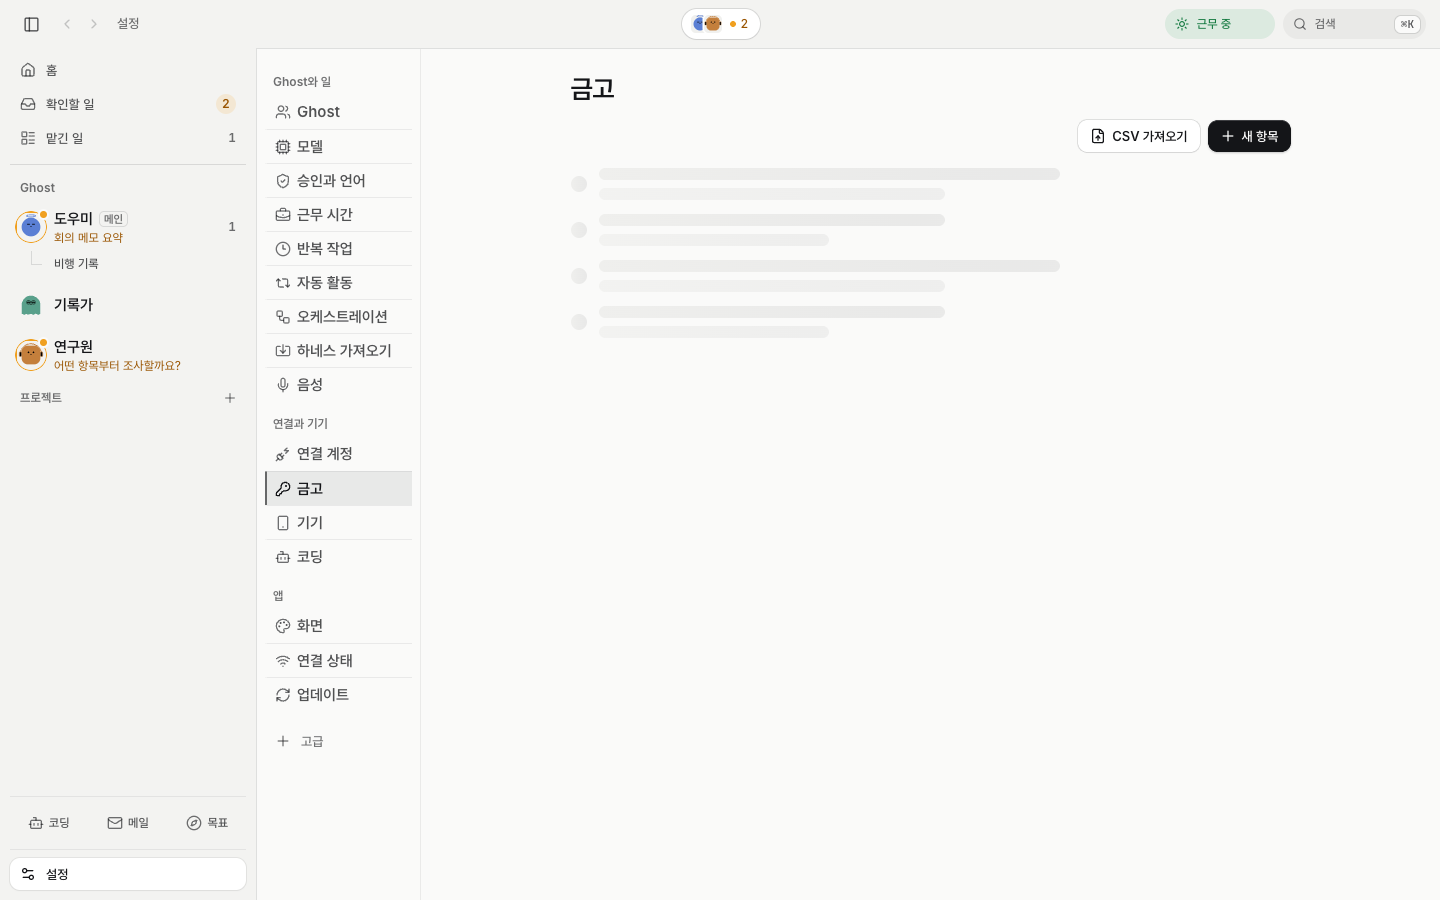 설정
2
근무 중
검색
⌘K
홈
확인할 일
2
맡긴 일
1
Ghost
도우미
메인
회의 메모 요약
1
비행 기록
기록가
연구원
어떤 항목부터 조사할까요?
프로젝트
코딩
메일
목표
설정
Ghost와 일
Ghost
모델
승인과 언어
근무 시간
반복 작업
자동 활동
오케스트레이션
하네스 가져오기
음성
연결과 기기
연결 계정
금고
기기
코딩
앱
화면
연결 상태
업데이트
고급
금고
CSV 가져오기
새 항목